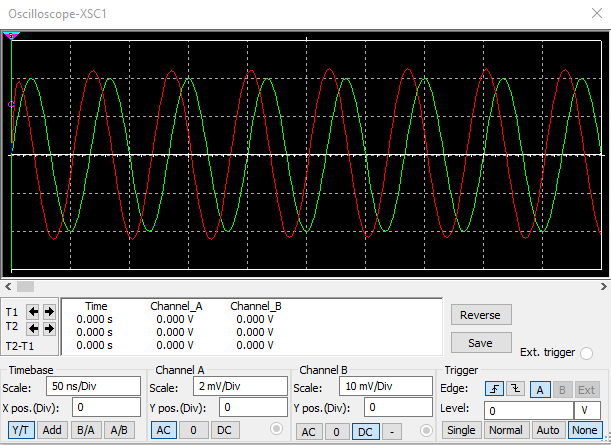 Oscilloscope-XSC1
T1
T2
T2-T1
Time Channel_A Channel_B
0.000 s 0.000 V 0.000 V
0.000 s 0.000 V 0.000 V
0.000 s 0.000 V 0.000 V
Reverse
Save
Ext. trigger
Timebase Channel A Channel B Trigger
Scale: 50 ns/Div Scale: 2 mV/Div Scale: 10 mV/Div Edge: A B Ext
X pos.(Div): 0 Y pos.(Div): 0 Y pos.(Div): 0 Level: 0 V
Y/T Add B/A A/B AC 0 DC AC 0 DC - Single Normal Auto None